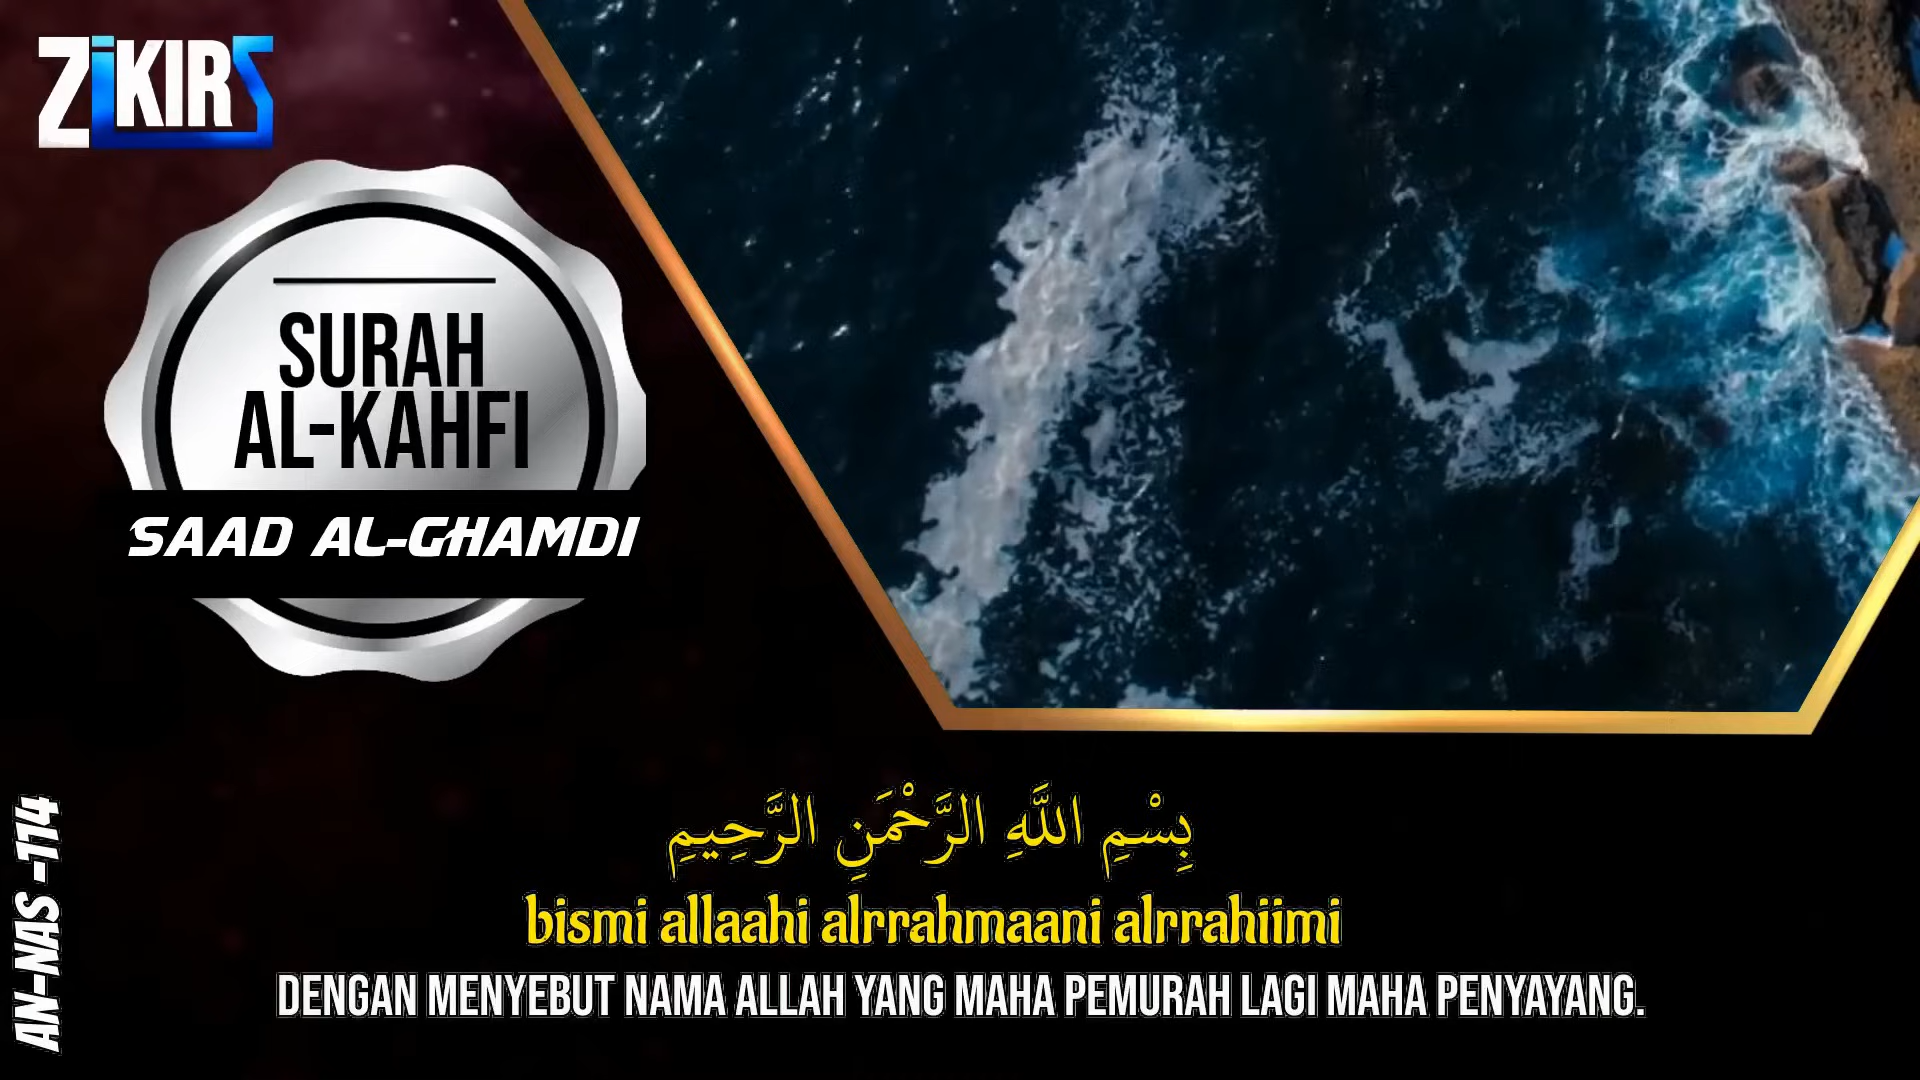 ZiKIRS
SURAH
AL-KAHFI
SAAD AL-GHAMDI
بِسْمِ اللَّهِ الرَّحْمَنِ الرَّحِيمِ
bismi allaahi alrrahmaani alrrahiimi
DENGAN MENYEBUT NAMA ALLAH YANG MAHA PEMURAH LAGI MAHA PENYAYANG.
AN-NAS -114